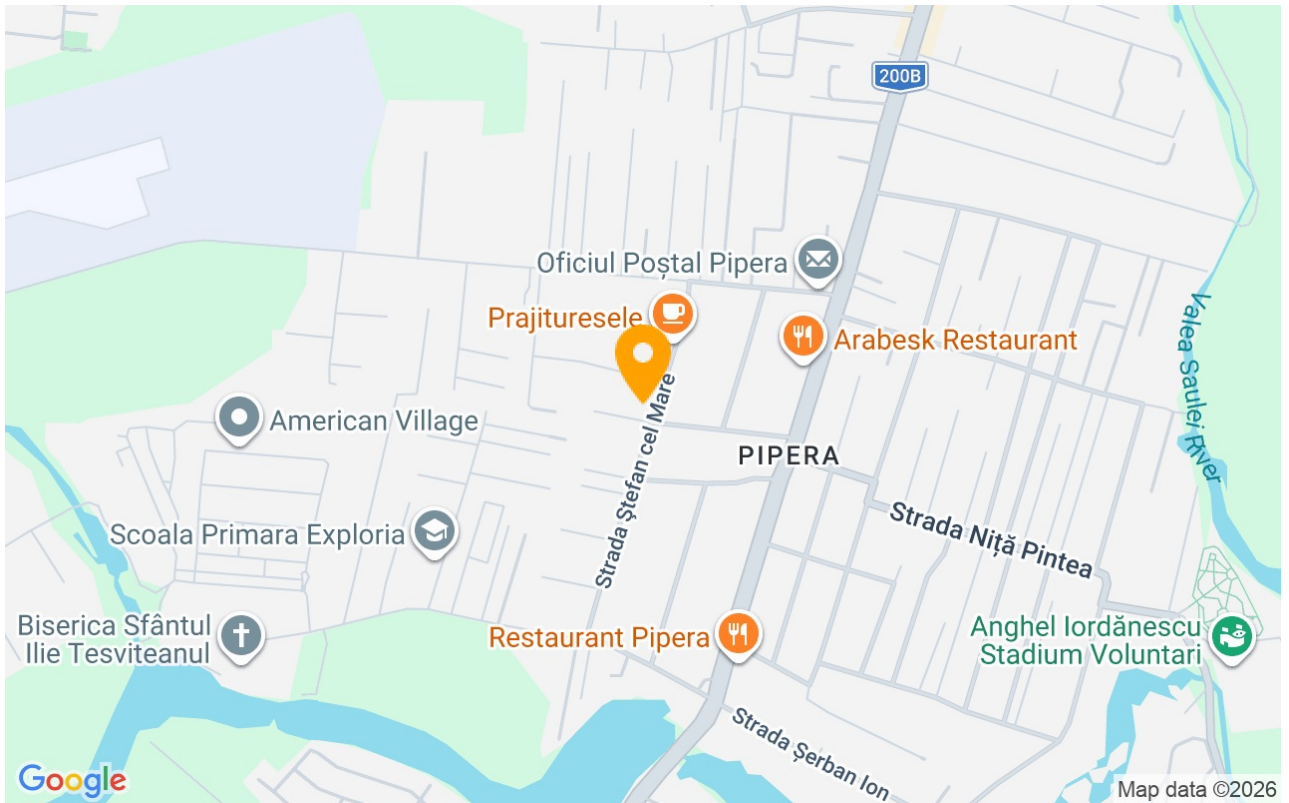 200B
Oficiul Poștal Pipera
Prajituresele
Arabesk Restaurant
Valea Saulei River
American Village
Strada Ștefan cel Mare
PIPERA
Scoala Primara Exploria
Strada Niță Pintea
Biserica Sfântul
Ilie Tesviteanul
Restaurant Pipera
Anghel Iordănescu
Stadium Voluntari
Strada Șerban Ion
Google
Map data ©2026